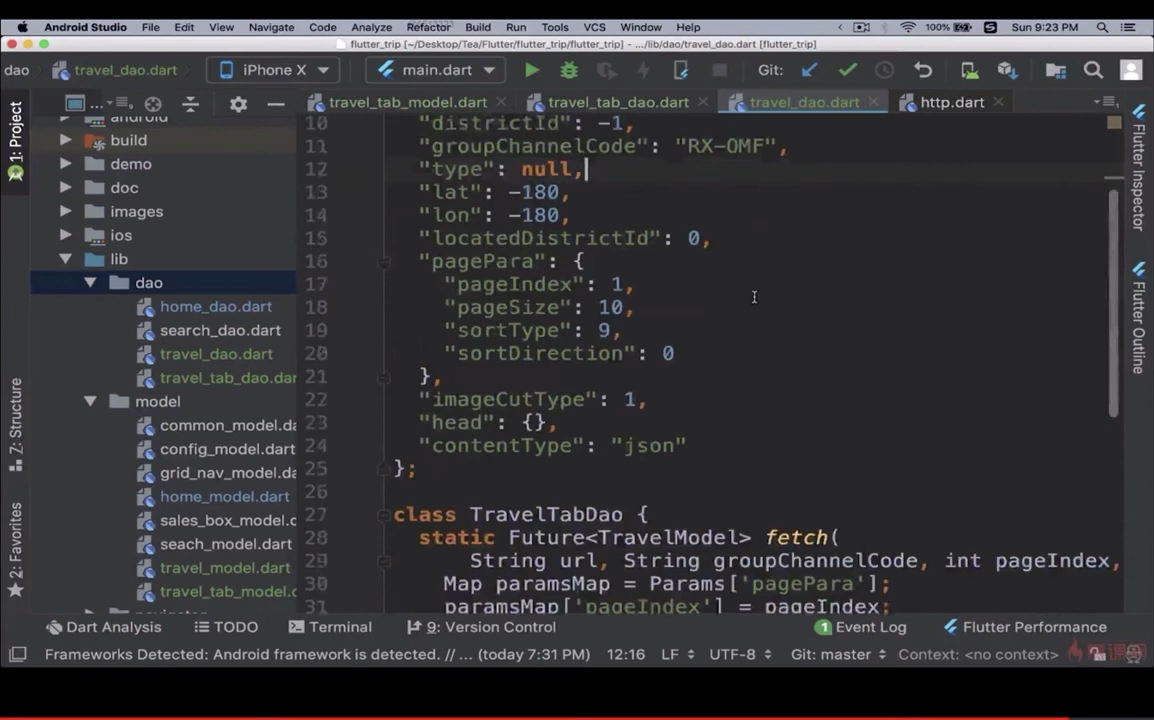 Android Studio File Edit View Navigate Code Analyze Refactor Build Run Tools VCS Window Help 100% Sun 9:23 PM
flutter_trip [~/Desktop/Tea/Flutter/flutter_trip/flutter_trip] - .../lib/dao/travel_dao.dart [flutter_trip]
dao travel_dao.dart iPhone X main.dart Git:
... travel_tab_model.dart travel_tab_dao.dart travel_dao.dart http.dart
1: Project
Z: Structure
2: Favorites
android
build
demo
doc
images
ios
lib
dao
home_dao.dart
search_dao.dart
travel_dao.dart
travel_tab_dao.dar
model
common_model.da
config_model.dart
grid_nav_model.dar
home_model.dart
sales_box_model.c
seach_model.dart
travel_model.dart
travel_tab_model.c
10 "districtId": -1,
11 "groupChannelCode": "RX-OMF",
12 "type": null,
13 "lat": -180,
14 "lon": -180,
15 "locatedDistrictId": 0,
16 "pagePara": {
17 "pageIndex": 1,
18 "pageSize": 10,
19 "sortType": 9,
20 "sortDirection": 0
21 },
22 "imageCutType": 1,
23 "head": {},
24 "contentType": "json"
25 };
26
27 class TravelTabDao {
28 static Future<TravelModel> fetch(
29 String url, String groupChannelCode, int pageIndex,
30 Map paramsMap = Params['pagePara'];
31 paramsMap['pageIndex'] = pageIndex;
Flutter Inspector
Flutter Outline
Dart Analysis TODO Terminal 9: Version Control 1 Event Log Flutter Performance
Frameworks Detected: Android framework is detected. // ... (today 7:31 PM) 12:16 LF UTF-8 Git: master Context: <no context>